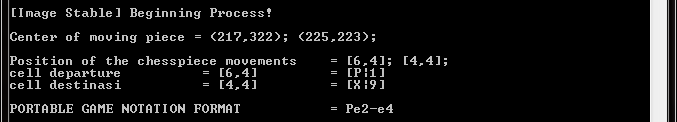 [Image Stable] Beginning Process!
Center of moving piece = (217,322); (225,223);
Position of the chesspiece movements = [6,4]; [4,4];
cell departure = [6,4] = [P¦1]
cell destinasi = [4,4] = [X¦9]
PORTABLE GAME NOTATION FORMAT = Pe2-e4